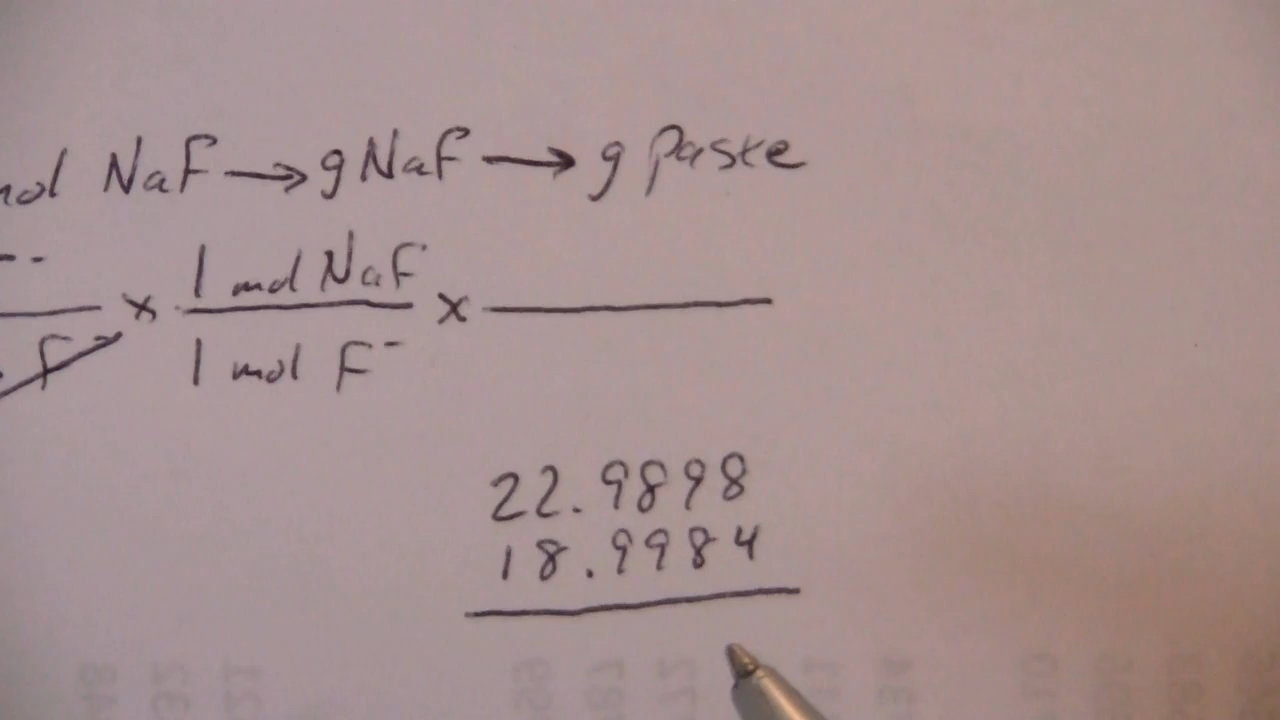 mol NaF → g NaF → g Paste
--
x 1 mol NaF x
F⁻ 1 mol F⁻
22.9898
18.9984